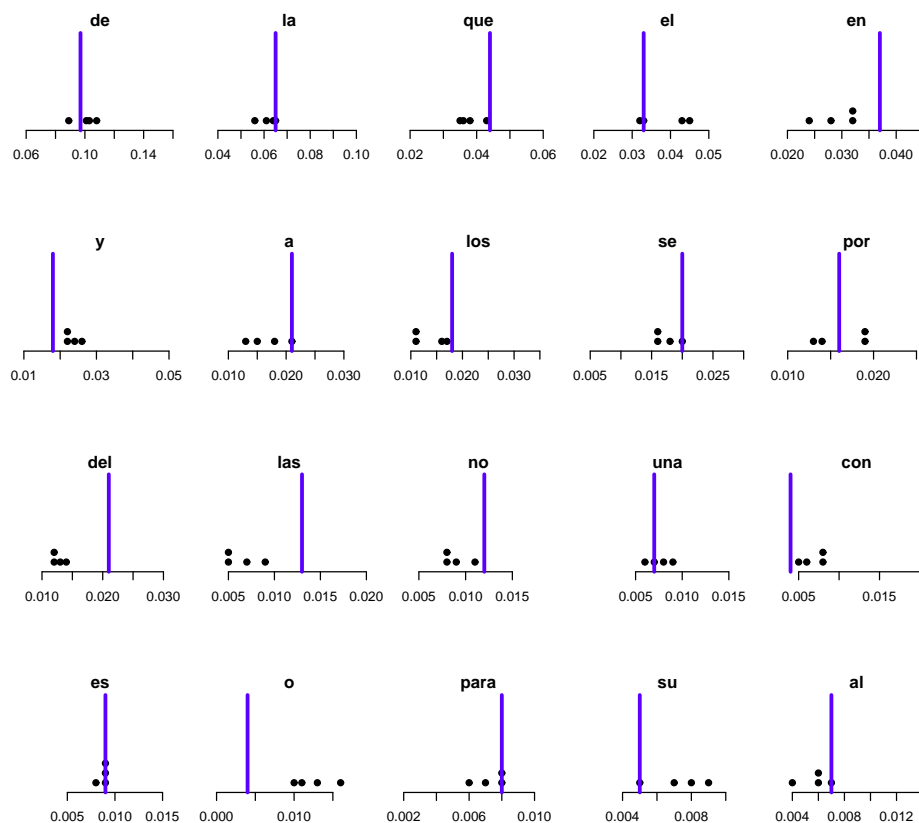 de la que el en
0.06 0.10 0.14 0.04 0.06 0.08 0.10 0.02 0.04 0.06 0.02 0.03 0.04 0.05 0.020 0.030 0.040
y a los se por
0.01 0.03 0.05 0.010 0.020 0.030 0.010 0.020 0.030 0.005 0.015 0.025 0.010 0.020
del las no una con
0.010 0.020 0.030 0.005 0.010 0.015 0.020 0.005 0.010 0.015 0.005 0.010 0.015 0.005 0.015
es o para su al
0.005 0.010 0.015 0.000 0.010 0.002 0.006 0.010 0.004 0.006 0.008 0.004 0.008 0.012